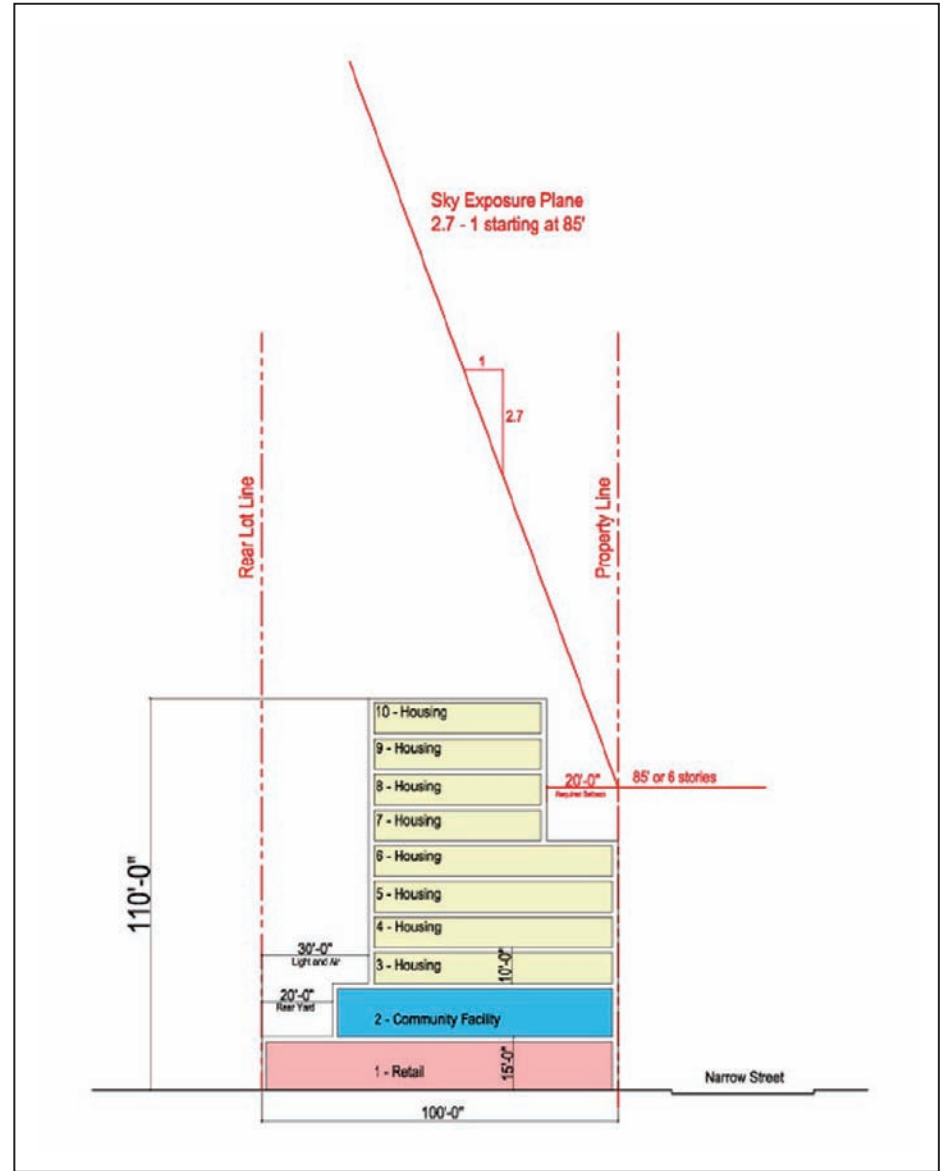 Sky Exposure Plane
2.7 - 1 starting at 85'
1
2.7
Rear Lot Line
Property Line
10 - Housing
9 - Housing
8 - Housing
20'-0"
Required Setback
85' or 6 stories
7 - Housing
6 - Housing
110'-0"
5 - Housing
4 - Housing
30'-0"
Light and Air
3 - Housing
10'-0"
20'-0"
Rear Yard
2 - Community Facility
1 - Retail
15'-0"
Narrow Street
100'-0"